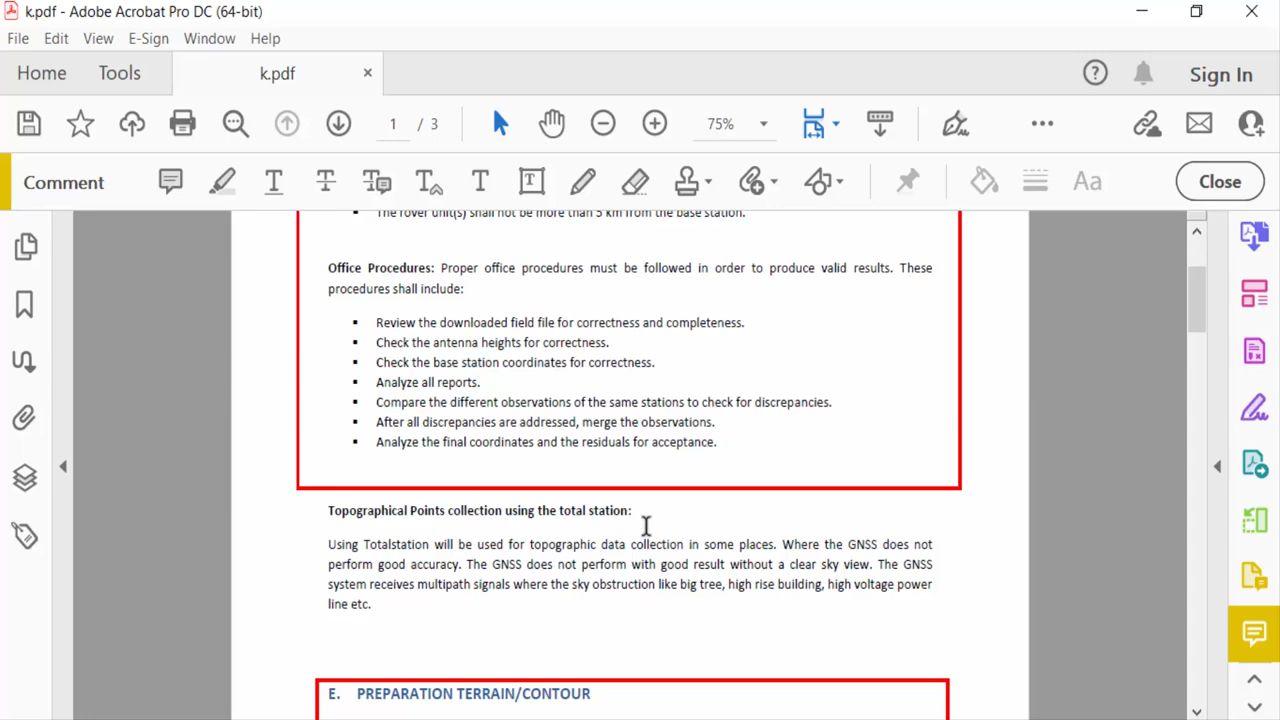 k.pdf - Adobe Acrobat Pro DC (64-bit)
File Edit View E-Sign Window Help
Home Tools k.pdf × Sign In
1 / 3 75%
Comment Close
The rover unit(s) shall not be more than 5 km from the base station.
Office Procedures: Proper office procedures must be followed in order to produce valid results. These
procedures shall include:
▪ Review the downloaded field file for correctness and completeness.
▪ Check the antenna heights for correctness.
▪ Check the base station coordinates for correctness.
▪ Analyze all reports.
▪ Compare the different observations of the same stations to check for discrepancies.
▪ After all discrepancies are addressed, merge the observations.
▪ Analyze the final coordinates and the residuals for acceptance.
Topographical Points collection using the total station:
Using Totalstation will be used for topographic data collection in some places. Where the GNSS does not
perform good accuracy. The GNSS does not perform with good result without a clear sky view. The GNSS
system receives multipath signals where the sky obstruction like big tree, high rise building, high voltage power
line etc.
E. PREPARATION TERRAIN/CONTOUR